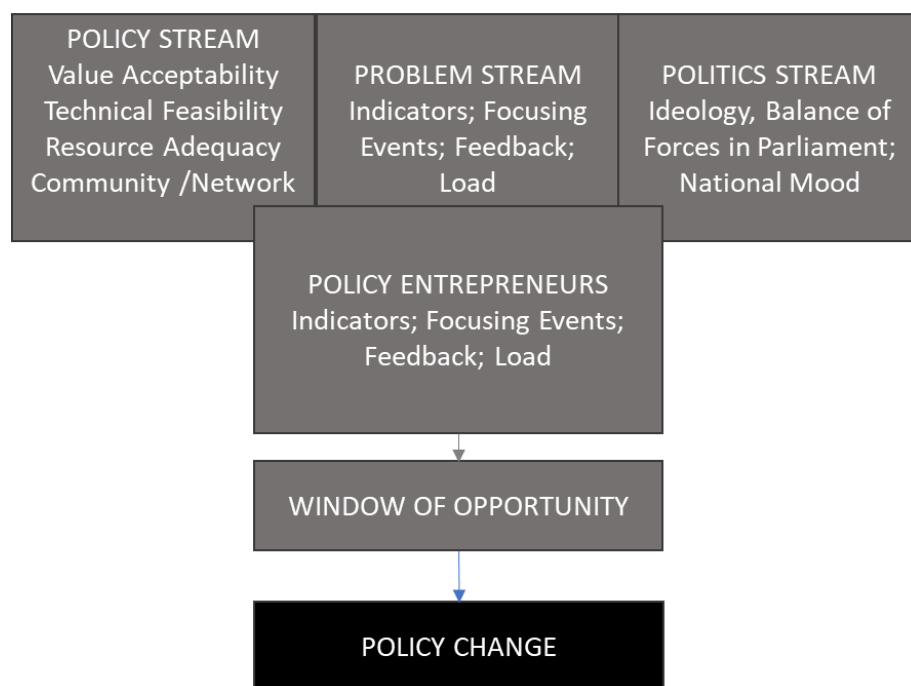 POLICY STREAM
Value Acceptability
Technical Feasibility
Resource Adequacy
Community /Network
PROBLEM STREAM
Indicators; Focusing
Events; Feedback;
Load
POLITICS STREAM
Ideology, Balance of
Forces in Parliament;
National Mood
POLICY ENTREPRENEURS
Indicators; Focusing Events;
Feedback; Load
WINDOW OF OPPORTUNITY
POLICY CHANGE